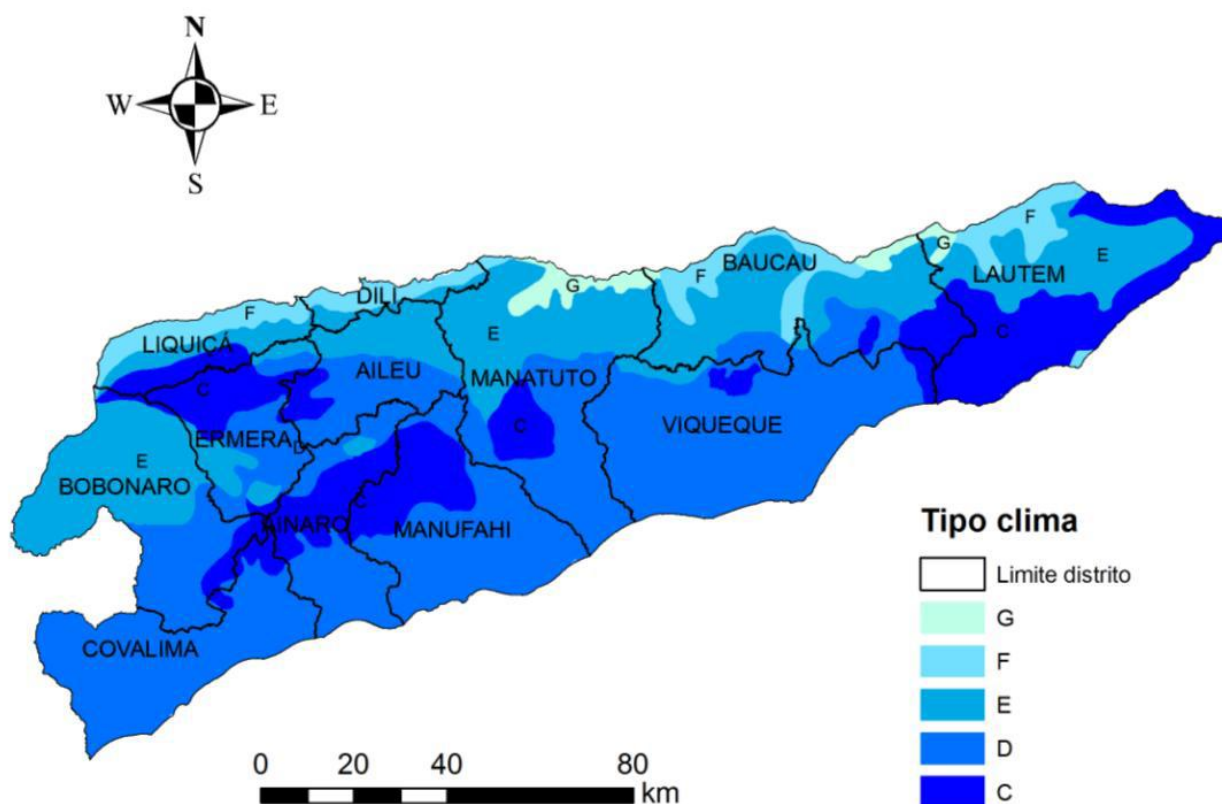 N
W E
S
F
G
F
BAUCAU
G
F
E
LAUTEM
DILI
F
LIQUIÇÁ
E
C
AILEU
MANATUTO
C
C
VIQUEQUE
ERMERA
D
E
BOBONARO
C
AINARO
MANUFAHI
COVALIMA
Tipo clima
Limite distrito
G
F
E
D
C
0 20 40 80
km